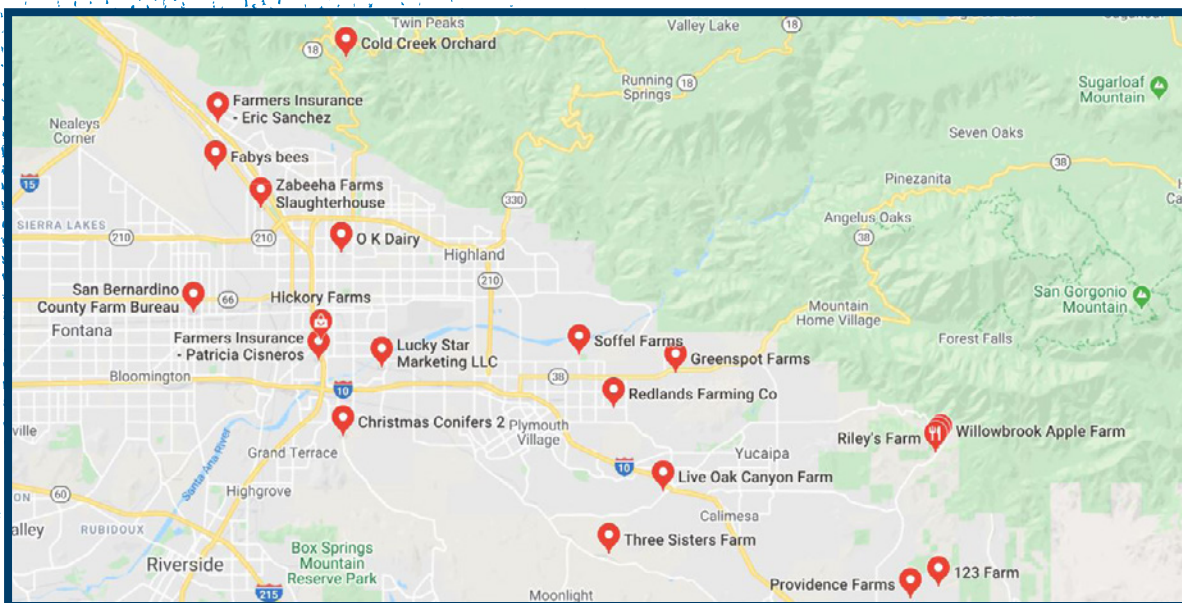 Twin Peaks
Valley Lake
18
Cold Creek Orchard
18
Running
Springs
18
Sugarloaf
Mountain
Farmers Insurance
- Eric Sanchez
Nealeys
Corner
Seven Oaks
Fabys bees
38
15
Zabeeha Farms
Slaughterhouse
Pinezanita
330
Angelus Oaks
SIERRA LAKES
210
210
O K Dairy
38
Highland
210
San Bernardino
County Farm Bureau
66
Hickory Farms
San Gorgonio
Mountain
Mountain
Home Village
Fontana
Farmers Insurance
- Patricia Cisneros
Lucky Star
Marketing LLC
Soffel Farms
Forest Falls
Greenspot Farms
Bloomington
10
38
Redlands Farming Co
ville
Christmas Conifers 2
Plymouth
Village
Riley's Farm
Willowbrook Apple Farm
Grand Terrace
Santa Ana River
10
Yucaipa
Live Oak Canyon Farm
60
Highgrove
Calimesa
alley
RUBIDOUX
Three Sisters Farm
Box Springs
Mountain
Reserve Park
Riverside
123 Farm
Providence Farms
215
Moonlight